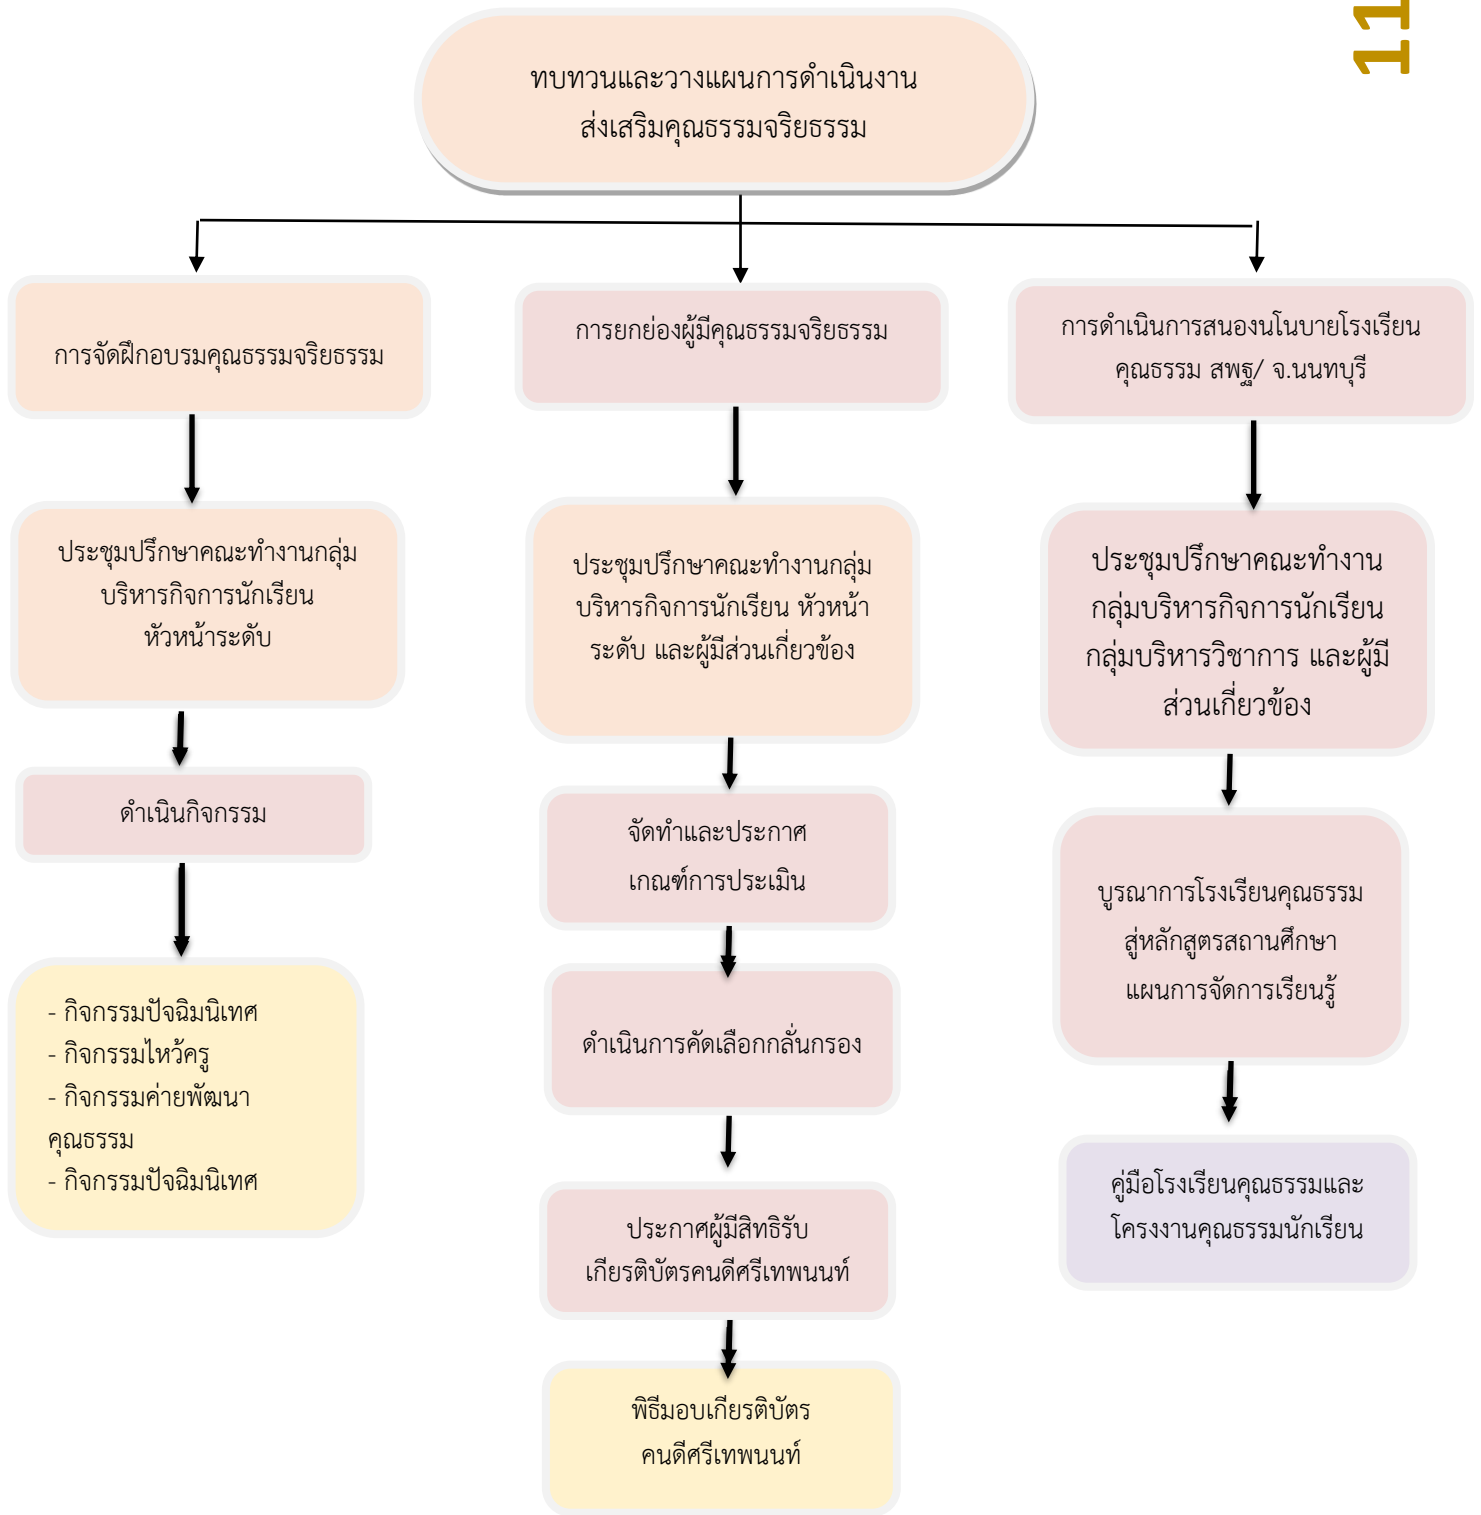 11
ทบทวนและวางแผนการดำเนินงาน
ส่งเสริมคุณธรรมจริยธรรม
การจัดฝึกอบรมคุณธรรมจริยธรรม
ประชุมปรึกษาคณะทำงานกลุ่ม
บริหารกิจการนักเรียน
หัวหน้าระดับ
ดำเนินกิจกรรม
- กิจกรรมปัจฉิมนิเทศ
- กิจกรรมไหว้ครู
- กิจกรรมค่ายพัฒนา
คุณธรรม
- กิจกรรมปัจฉิมนิเทศ
การยกย่องผู้มีคุณธรรมจริยธรรม
ประชุมปรึกษาคณะทำงานกลุ่ม
บริหารกิจการนักเรียน หัวหน้า
ระดับ และผู้มีส่วนเกี่ยวข้อง
จัดทำและประกาศ
เกณฑ์การประเมิน
ดำเนินการคัดเลือกกลั่นกรอง
ประกาศผู้มีสิทธิรับ
เกียรติบัตรคนดีศรีเทพนนท์
พิธีมอบเกียรติบัตร
คนดีศรีเทพนนท์
การดำเนินการสนองนโนบายโรงเรียน
คุณธรรม สพฐ/ จ.นนทบุรี
ประชุมปรึกษาคณะทำงาน
กลุ่มบริหารกิจการนักเรียน
กลุ่มบริหารวิชาการ และผู้มี
ส่วนเกี่ยวข้อง
บูรณาการโรงเรียนคุณธรรม
สู่หลักสูตรสถานศึกษา
แผนการจัดการเรียนรู้
คู่มือโรงเรียนคุณธรรมและ
โครงงานคุณธรรมนักเรียน